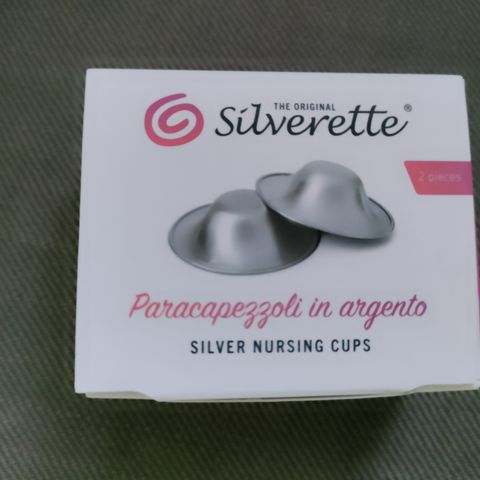 THE ORIGINAL
Silverette®
2 pieces
Paracapezzoli in argento
SILVER NURSING CUPS